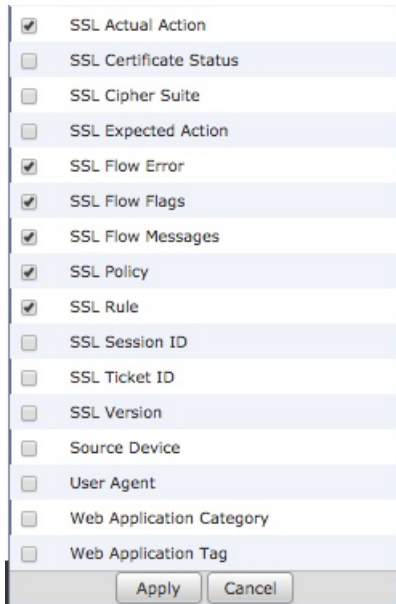 SSL Actual Action
SSL Certificate Status
SSL Cipher Suite
SSL Expected Action
SSL Flow Error
SSL Flow Flags
SSL Flow Messages
SSL Policy
SSL Rule
SSL Session ID
SSL Ticket ID
SSL Version
Source Device
User Agent
Web Application Category
Web Application Tag
Apply Cancel